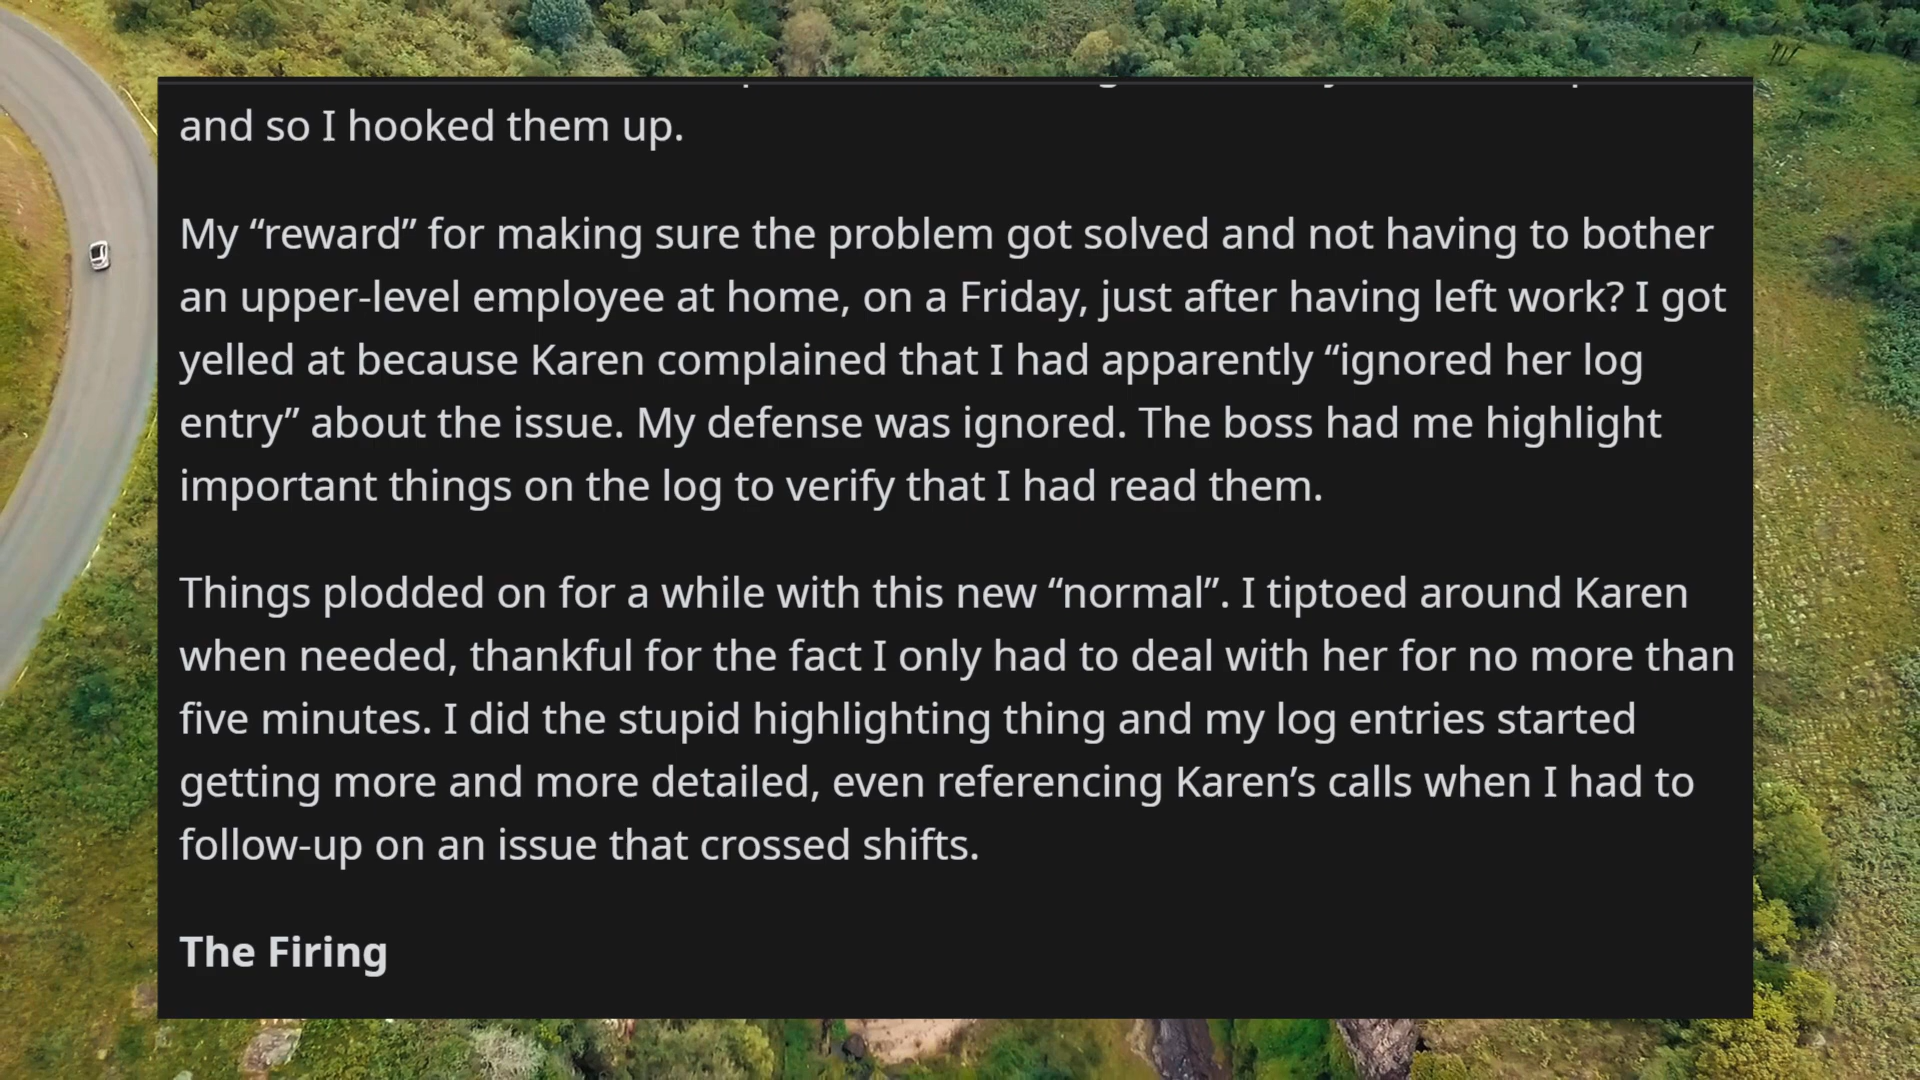 and so I hooked them up.
My “reward” for making sure the problem got solved and not having to bother
an upper-level employee at home, on a Friday, just after having left work? I got
yelled at because Karen complained that I had apparently “ignored her log
entry” about the issue. My defense was ignored. The boss had me highlight
important things on the log to verify that I had read them.
Things plodded on for a while with this new “normal”. I tiptoed around Karen
when needed, thankful for the fact I only had to deal with her for no more than
five minutes. I did the stupid highlighting thing and my log entries started
getting more and more detailed, even referencing Karen’s calls when I had to
follow-up on an issue that crossed shifts.
The Firing